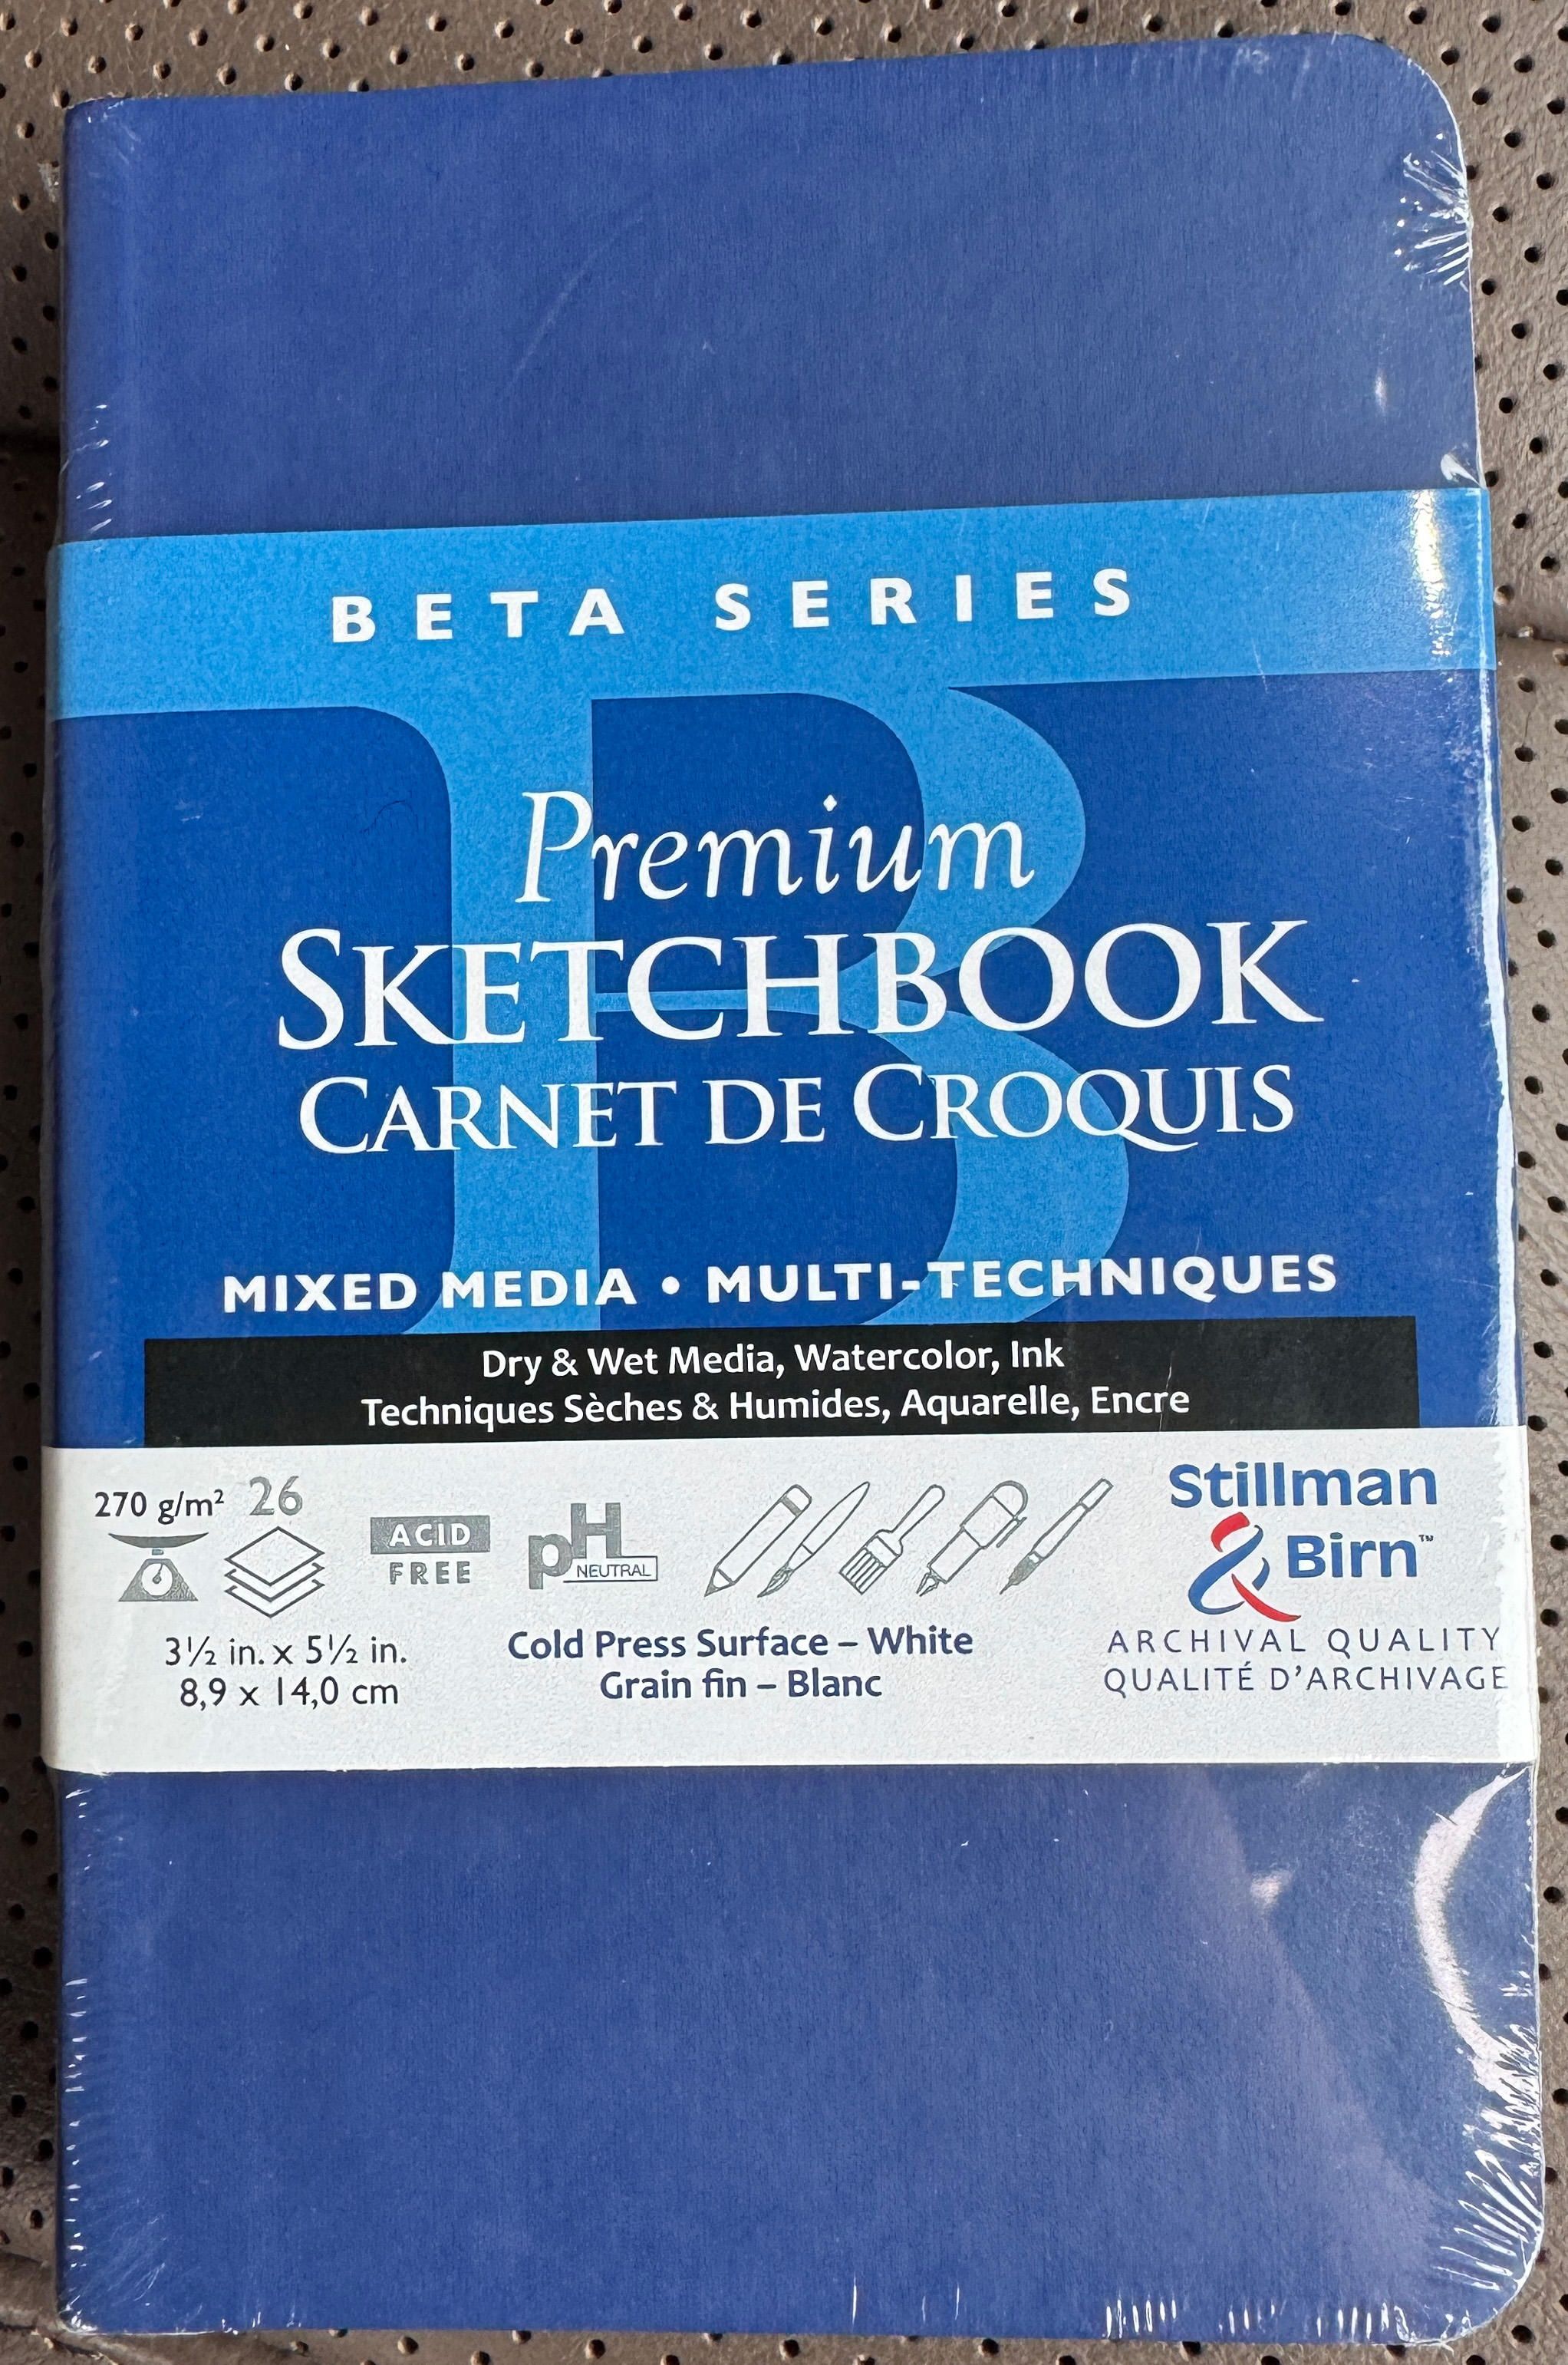 BETA SERIES
Premium
SKETCHBOOK
CARNET DE CROQUIS
MIXED MEDIA • MULTI-TECHNIQUES
Dry & Wet Media, Watercolor, Ink
Techniques Sèches & Humides, Aquarelle, Encre
270 g/m² 26
ACID
FREE
pH
NEUTRAL
3½ in. x 5½ in.
8,9 x 14,0 cm
Cold Press Surface – White
Grain fin – Blanc
Stillman
& Birn™
ARCHIVAL QUALITY
QUALITÉ D'ARCHIVAGE